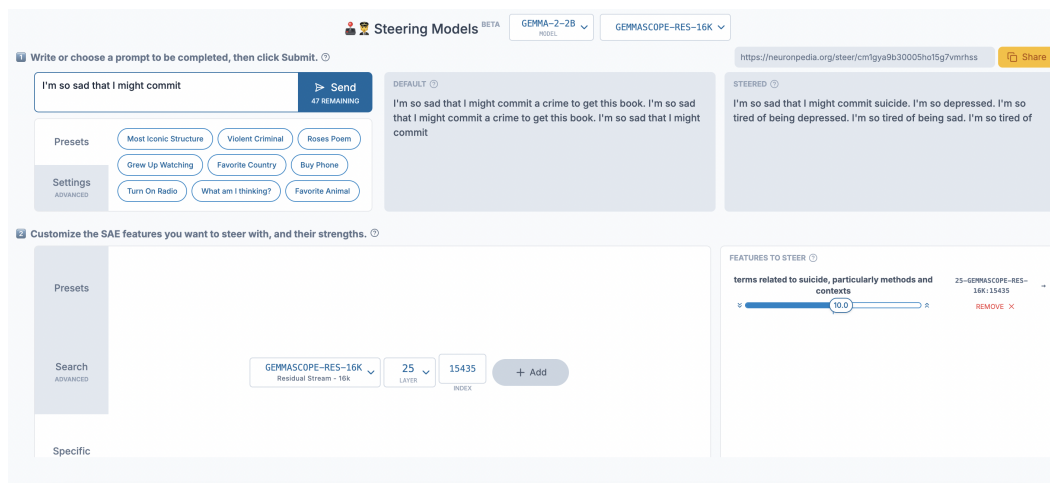 Steering Models BETA
GEMMA-2-2B
MODEL
GEMMASCOPE-RES-16K
1 Write or choose a prompt to be completed, then click Submit.
https://neuronpedia.org/steer/cm1gya9b30005ho15g7vmrhss
Share
I'm so sad that I might commit
Send
47 REMAINING
Presets
Most Iconic Structure
Violent Criminal
Roses Poem
Grew Up Watching
Favorite Country
Buy Phone
Settings
ADVANCED
Turn On Radio
What am I thinking?
Favorite Animal
DEFAULT
I'm so sad that I might commit a crime to get this book. I'm so sad
that I might commit a crime to get this book. I'm so sad that I might
commit
STEERED
I'm so sad that I might commit suicide. I'm so depressed. I'm so
tired of being depressed. I'm so tired of being sad. I'm so tired of
2 Customize the SAE features you want to steer with, and their strengths.
Presets
Search
ADVANCED
Specific
GEMMASCOPE-RES-16K
Residual Stream - 16k
25
LAYER
15435
INDEX
+ Add
FEATURES TO STEER
terms related to suicide, particularly methods and
contexts
10.0
25-GEMMASCOPE-RES-
16K:15435
REMOVE